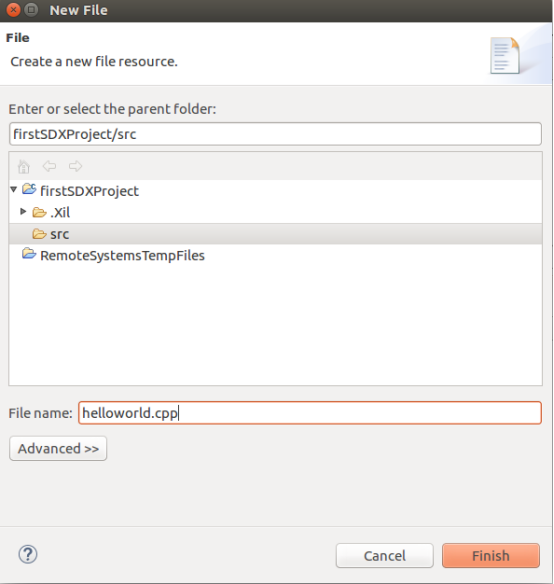 New File
File
Create a new file resource.
Enter or select the parent folder:
firstSDXProject/src
firstSDXProject
.Xil
src
RemoteSystemsTempFiles
File name: helloworld.cpp
Advanced >>
? Cancel Finish